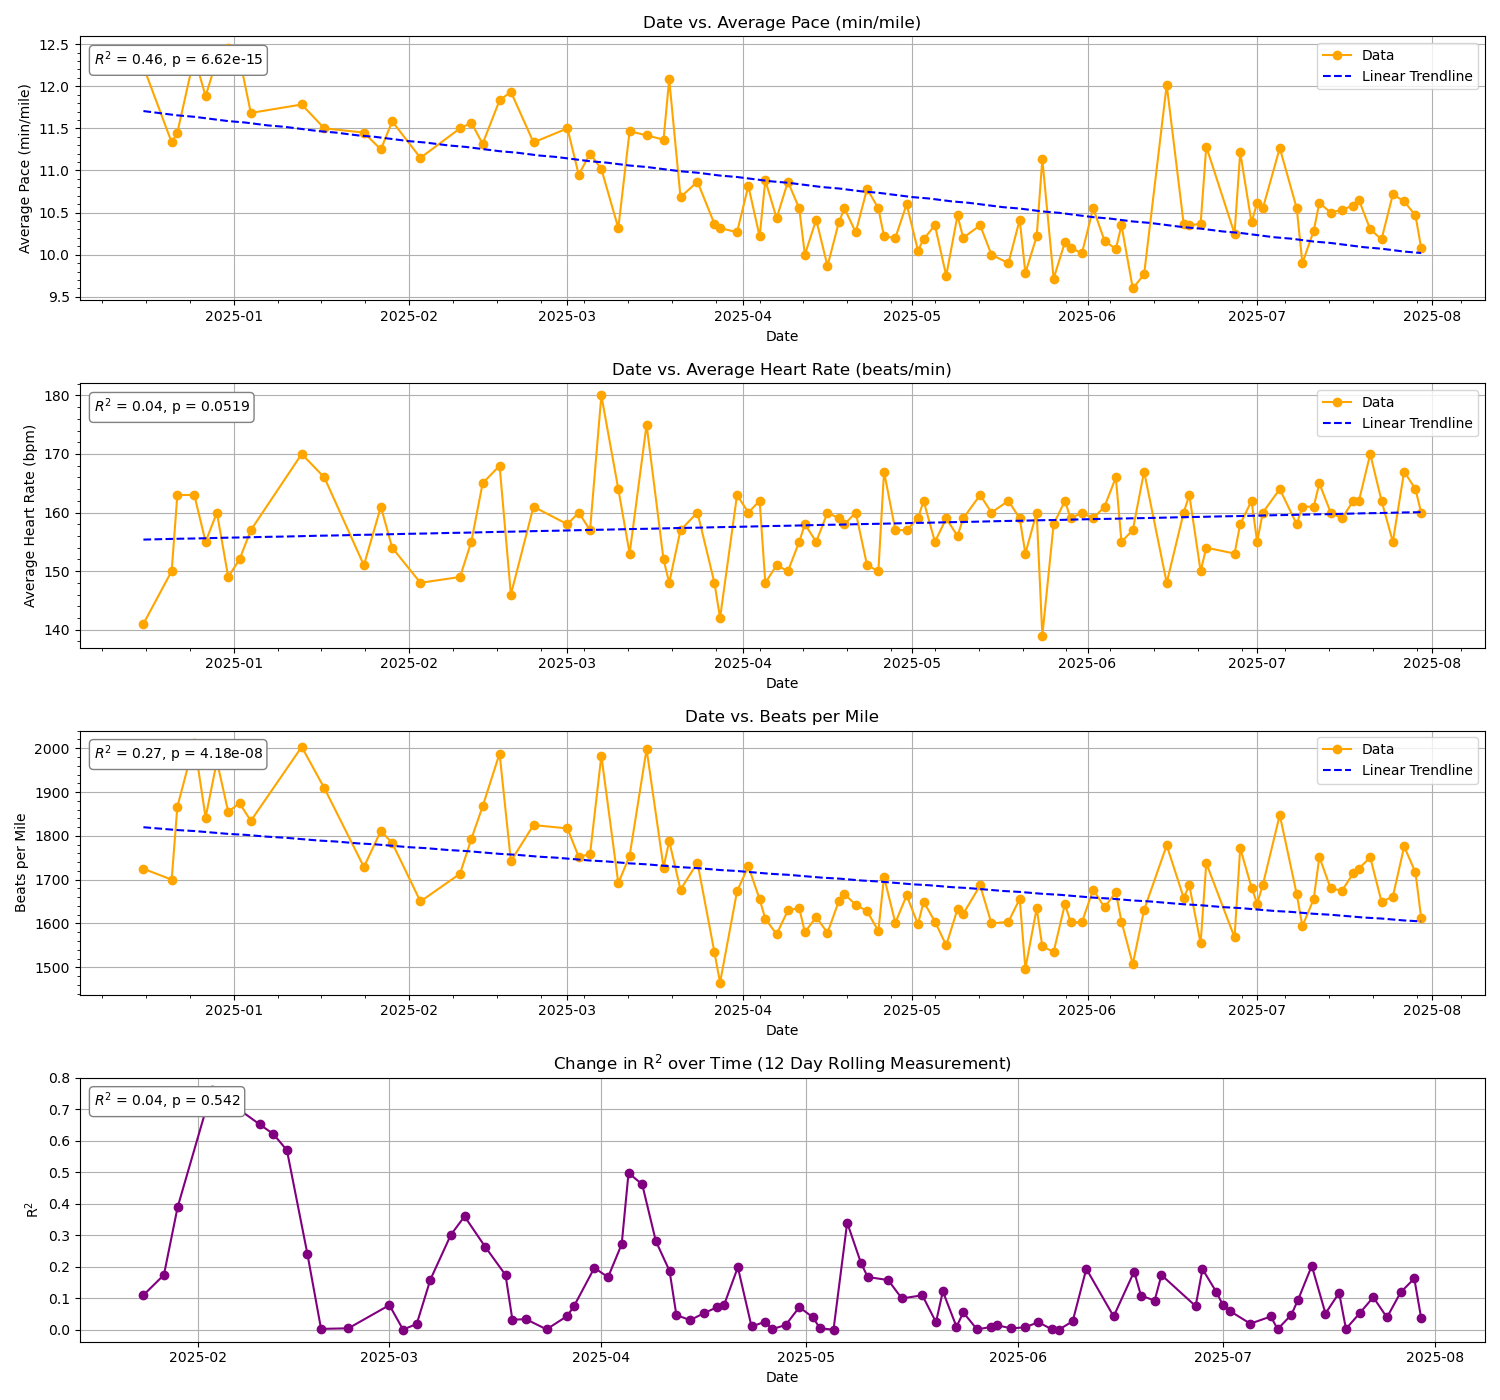 Date vs. Average Pace (min/mile)
R² = 0.46, p = 6.62e-15
Data
Linear Trendline
Average Pace (min/mile)
12.5
12.0
11.5
11.0
10.5
10.0
9.5
2025-01 2025-02 2025-03 2025-04 2025-05 2025-06 2025-07 2025-08
Date
Date vs. Average Heart Rate (beats/min)
R² = 0.04, p = 0.0519
Data
Linear Trendline
Average Heart Rate (bpm)
180
170
160
150
140
2025-01 2025-02 2025-03 2025-04 2025-05 2025-06 2025-07 2025-08
Date
Date vs. Beats per Mile
R² = 0.27, p = 4.18e-08
Data
Linear Trendline
Beats per Mile
2000
1900
1800
1700
1600
1500
2025-01 2025-02 2025-03 2025-04 2025-05 2025-06 2025-07 2025-08
Date
Change in R² over Time (12 Day Rolling Measurement)
R² = 0.04, p = 0.542
R²
0.8
0.7
0.6
0.5
0.4
0.3
0.2
0.1
0.0
2025-02 2025-03 2025-04 2025-05 2025-06 2025-07 2025-08
Date